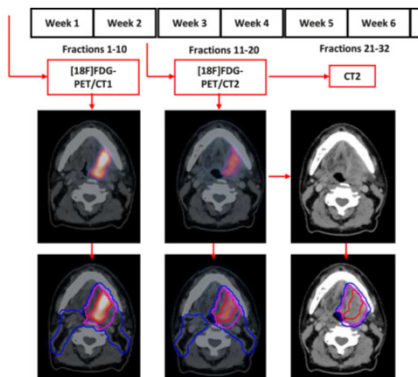 Week 1 Week 2 Week 3 Week 4 Week 5 Week 6
Fractions 1-10 Fractions 11-20 Fractions 21-32
[18F]FDG- [18F]FDG- CT2
PET/CT1 PET/CT2